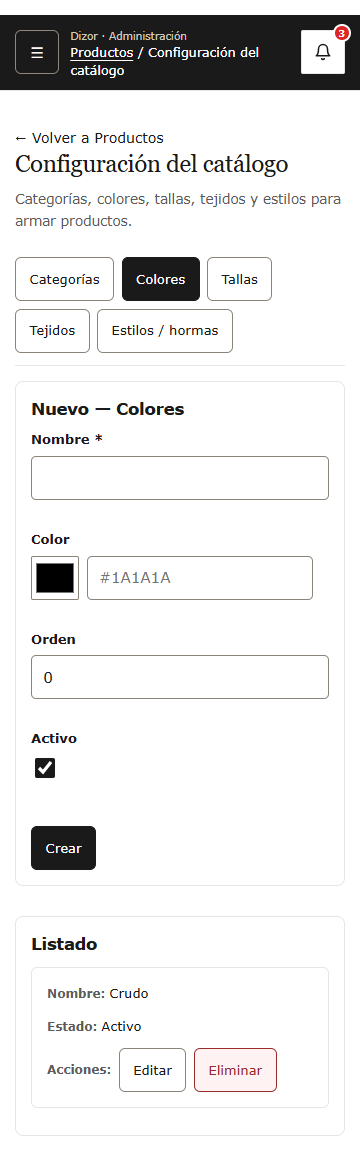 ☰
Dizor · Administración
Productos / Configuración del
catálogo
3
← Volver a Productos
Configuración del catálogo
Categorías, colores, tallas, tejidos y estilos para
armar productos.
Categorías
Colores
Tallas
Tejidos
Estilos / hormas
Nuevo — Colores
Nombre *
Color
#1A1A1A
Orden
0
Activo
Crear
Listado
Nombre: Crudo
Estado: Activo
Acciones: Editar Eliminar